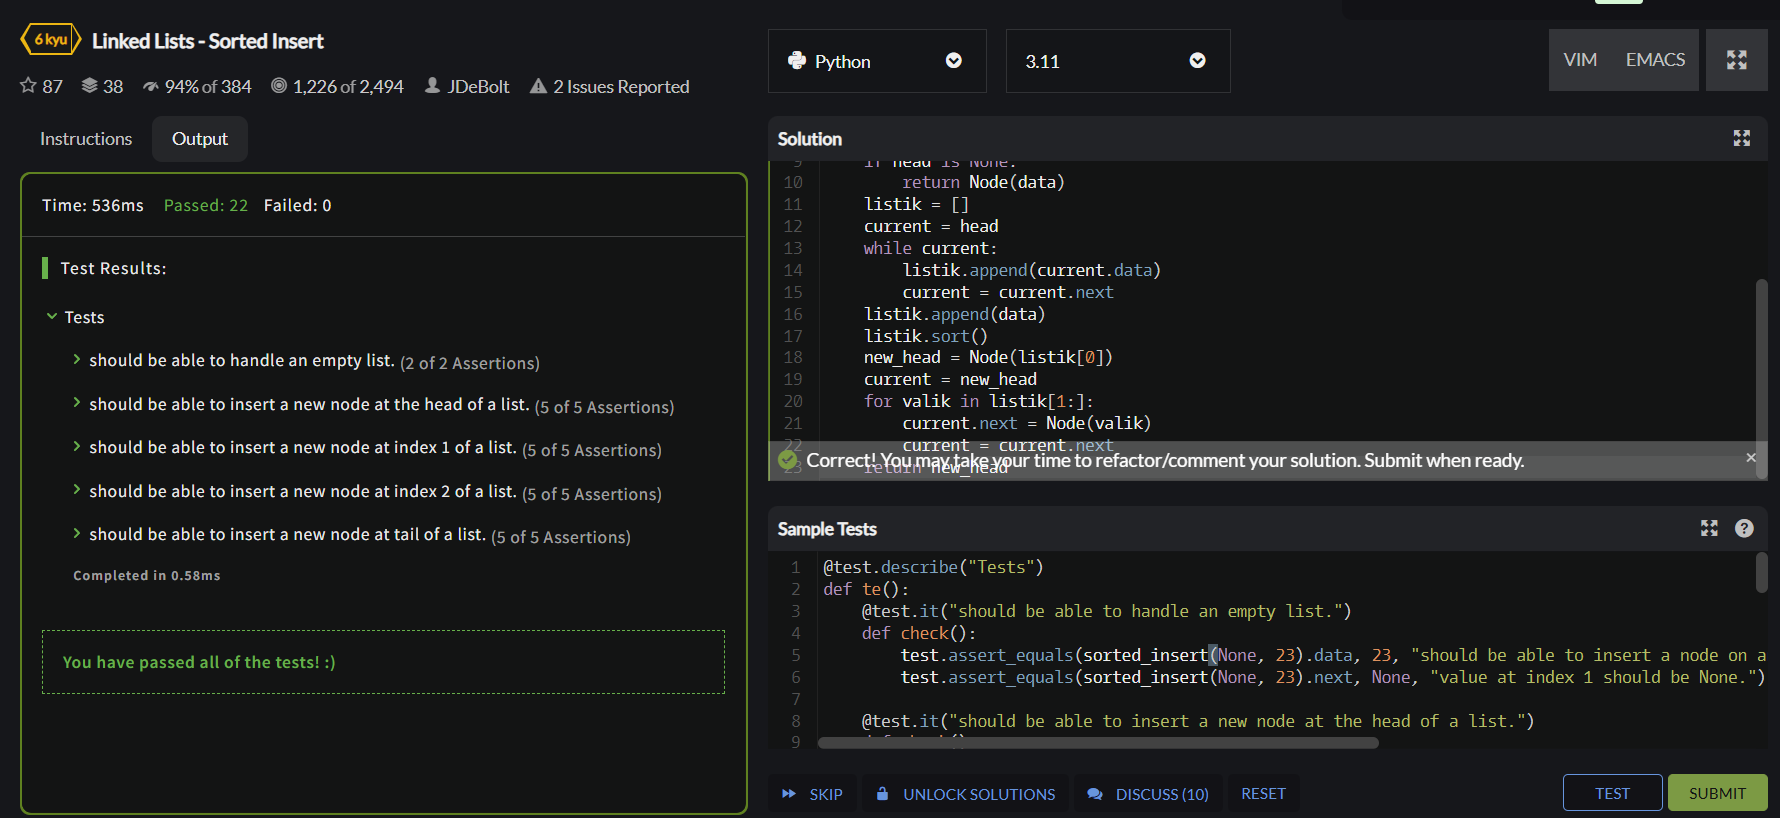 6 kyu Linked Lists - Sorted Insert
87 38 94% of 384 1,226 of 2,494 JDeBolt 2 Issues Reported
Instructions Output
Time: 536ms Passed: 22 Failed: 0
Test Results:
Tests
should be able to handle an empty list. (2 of 2 Assertions)
should be able to insert a new node at the head of a list. (5 of 5 Assertions)
should be able to insert a new node at index 1 of a list. (5 of 5 Assertions)
should be able to insert a new node at index 2 of a list. (5 of 5 Assertions)
should be able to insert a new node at tail of a list. (5 of 5 Assertions)
Completed in 0.58ms
You have passed all of the tests! :)
Python 3.11 VIM EMACS
Solution
9 if head is None:
10 return Node(data)
11 listik = []
12 current = head
13 while current:
14 listik.append(current.data)
15 current = current.next
16 listik.append(data)
17 listik.sort()
18 new_head = Node(listik[0])
19 current = new_head
20 for valik in listik[1:]:
21 current.next = Node(valik)
22 current = current.next
23 return new_head
Correct! You may take your time to refactor/comment your solution. Submit when ready.
Sample Tests
1 @test.describe("Tests")
2 def te():
3 @test.it("should be able to handle an empty list.")
4 def check():
5 test.assert_equals(sorted_insert(None, 23).data, 23, "should be able to insert a node on a
6 test.assert_equals(sorted_insert(None, 23).next, None, "value at index 1 should be None.")
7
8 @test.it("should be able to insert a new node at the head of a list.")
9
SKIP UNLOCK SOLUTIONS DISCUSS (10) RESET TEST SUBMIT